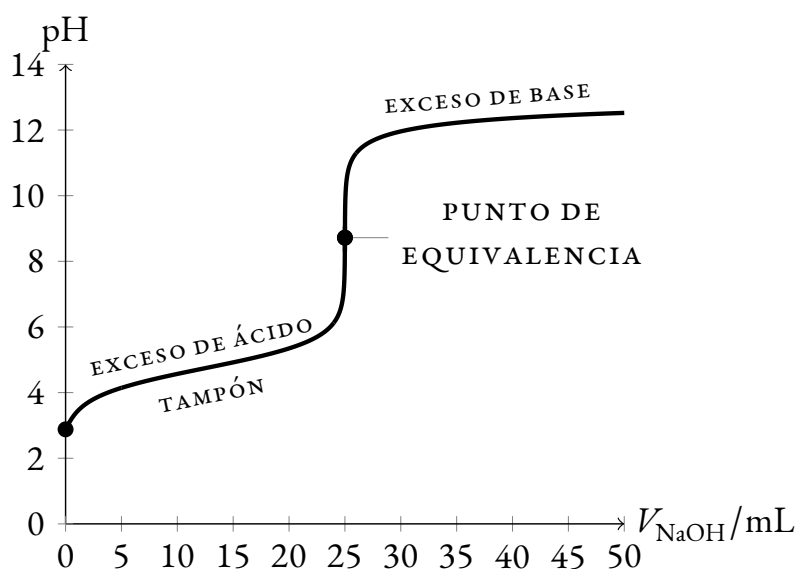 pH
14
12
10
8
6
4
2
0
EXCESO DE BASE
PUNTO DE
EQUIVALENCIA
EXCESO DE ÁCIDO
TAMPÓN
0 5 10 15 20 25 30 35 40 45 50
V_NaOH/mL